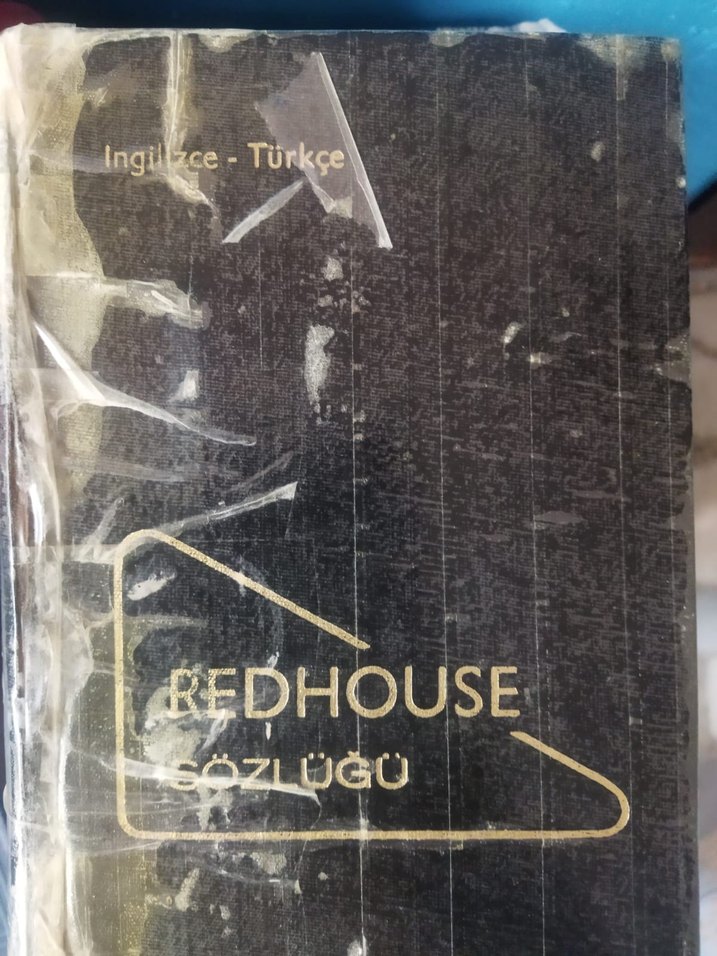 Ingilizce - Türkçe
REDHOUSE
SÖZLÜĞÜ